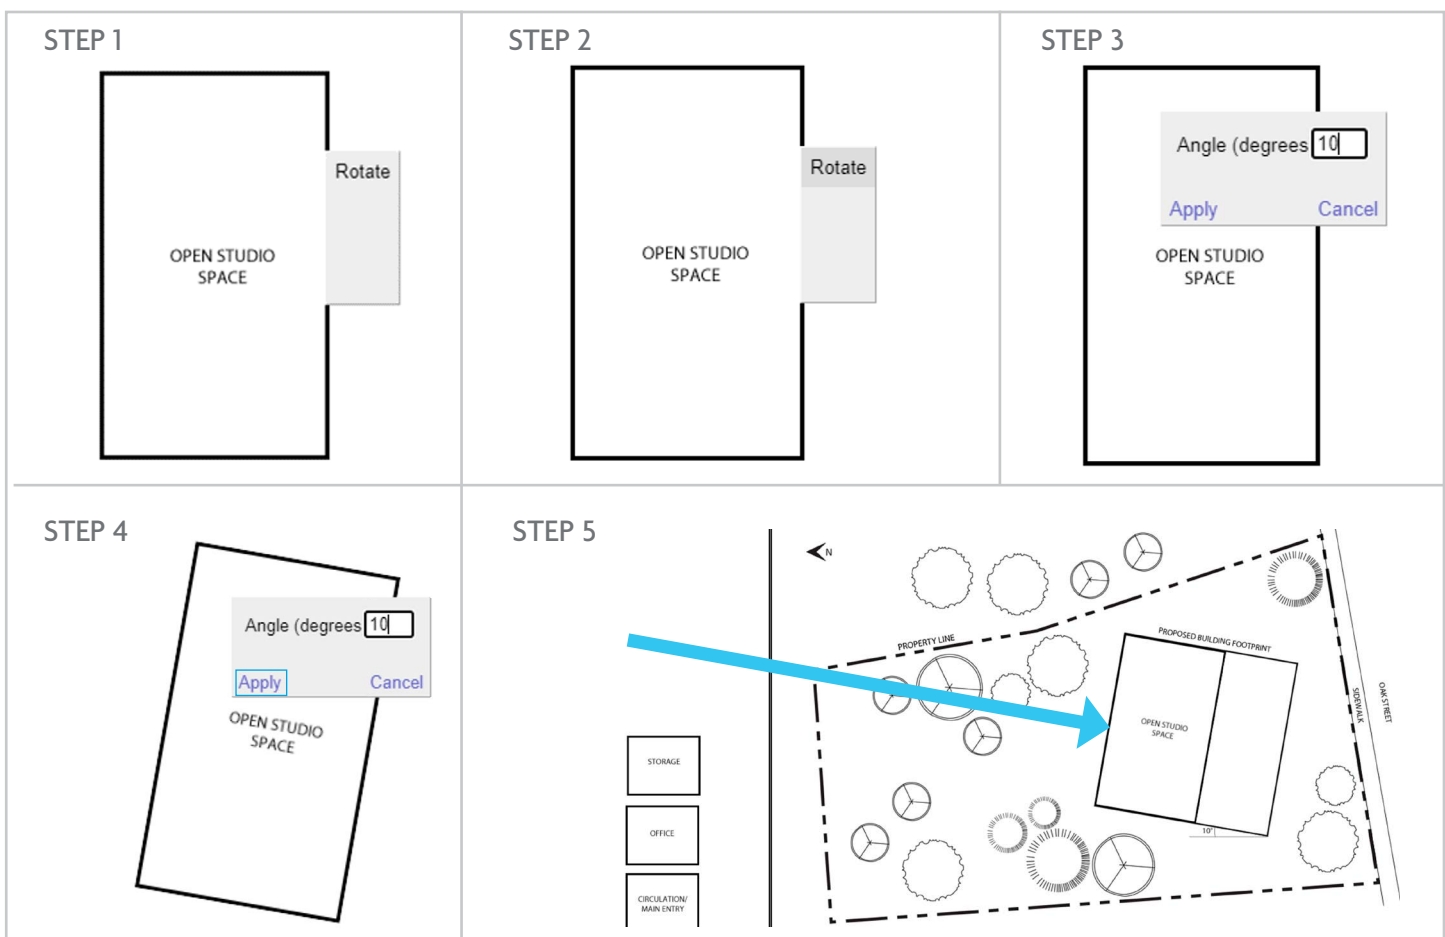 STEP 1
Rotate
OPEN STUDIO
SPACE
STEP 2
Rotate
OPEN STUDIO
SPACE
STEP 3
Angle (degrees 10
Apply Cancel
OPEN STUDIO
SPACE
STEP 4
Angle (degrees 10
Apply Cancel
OPEN STUDIO
SPACE
STEP 5
N
PROPERTY LINE
PROPOSED BUILDING FOOTPRINT
OAK STREET
SIDEWALK
OPEN STUDIO
SPACE
10°
STORAGE
OFFICE
CIRCULATION/
MAIN ENTRY